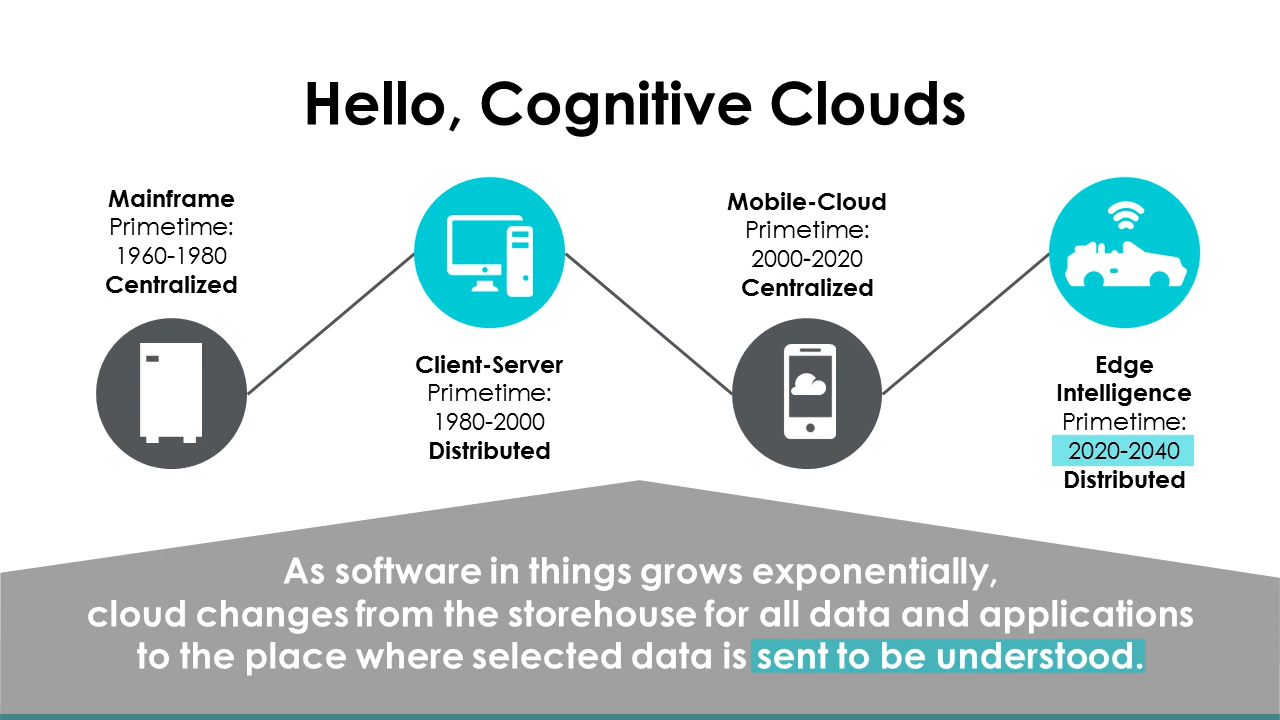 Hello, Cognitive Clouds
Mainframe
Primetime:
1960-1980
Centralized
Client-Server
Primetime:
1980-2000
Distributed
Mobile-Cloud
Primetime:
2000-2020
Centralized
Edge
Intelligence
Primetime:
2020-2040
Distributed
As software in things grows exponentially,
cloud changes from the storehouse for all data and applications
to the place where selected data is sent to be understood.